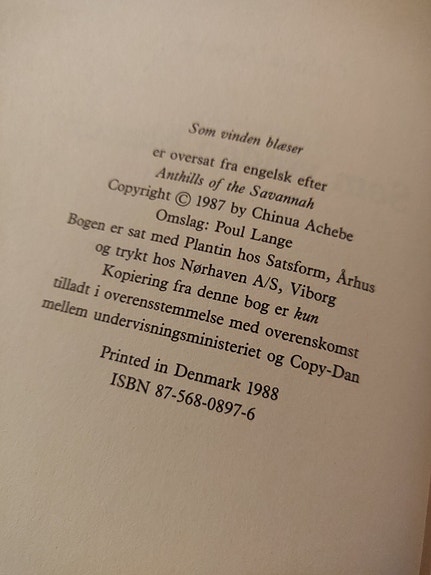 Som vinden blæser
er oversat fra engelsk efter
Anthills of the Savannah
Copyright © 1987 by Chinua Achebe
Omslag: Poul Lange
Bogen er sat med Plantin hos Satsform, Århus
og trykt hos Nørhaven A/S, Viborg
Kopiering fra denne bog er kun
tilladt i overensstemmelse med overenskomst
mellem undervisningsministeriet og Copy-Dan
Printed in Denmark 1988
ISBN 87-568-0897-6